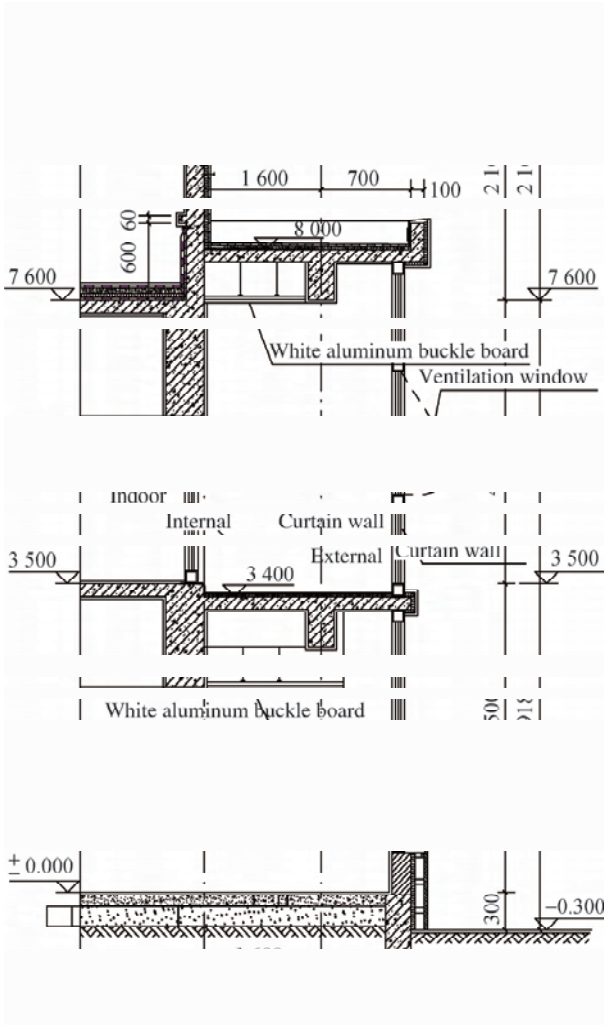 1 600 700 100
60
8 000
600
7 600 7 600
White aluminum buckle board
Ventilation window
Indoor
Internal Curtain wall
External Curtain wall
3 500 3 500
3 400
White aluminum buckle board
± 0.000
300
−0.300